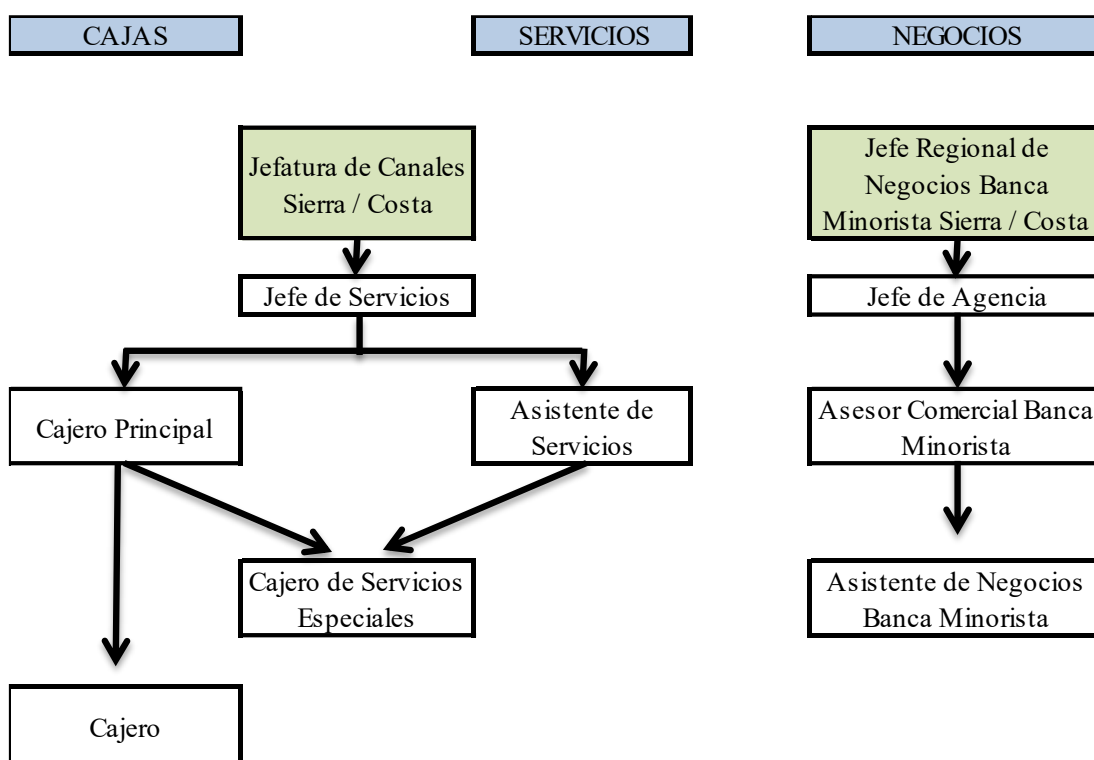 CAJAS
SERVICIOS
NEGOCIOS
Jefatura de Canales
Sierra / Costa
Jefe Regional de
Negocios Banca
Minorista Sierra / Costa
Jefe de Servicios
Jefe de Agencia
Cajero Principal
Asistente de
Servicios
Asesor Comercial Banca
Minorista
Cajero de Servicios
Especiales
Asistente de Negocios
Banca Minorista
Cajero